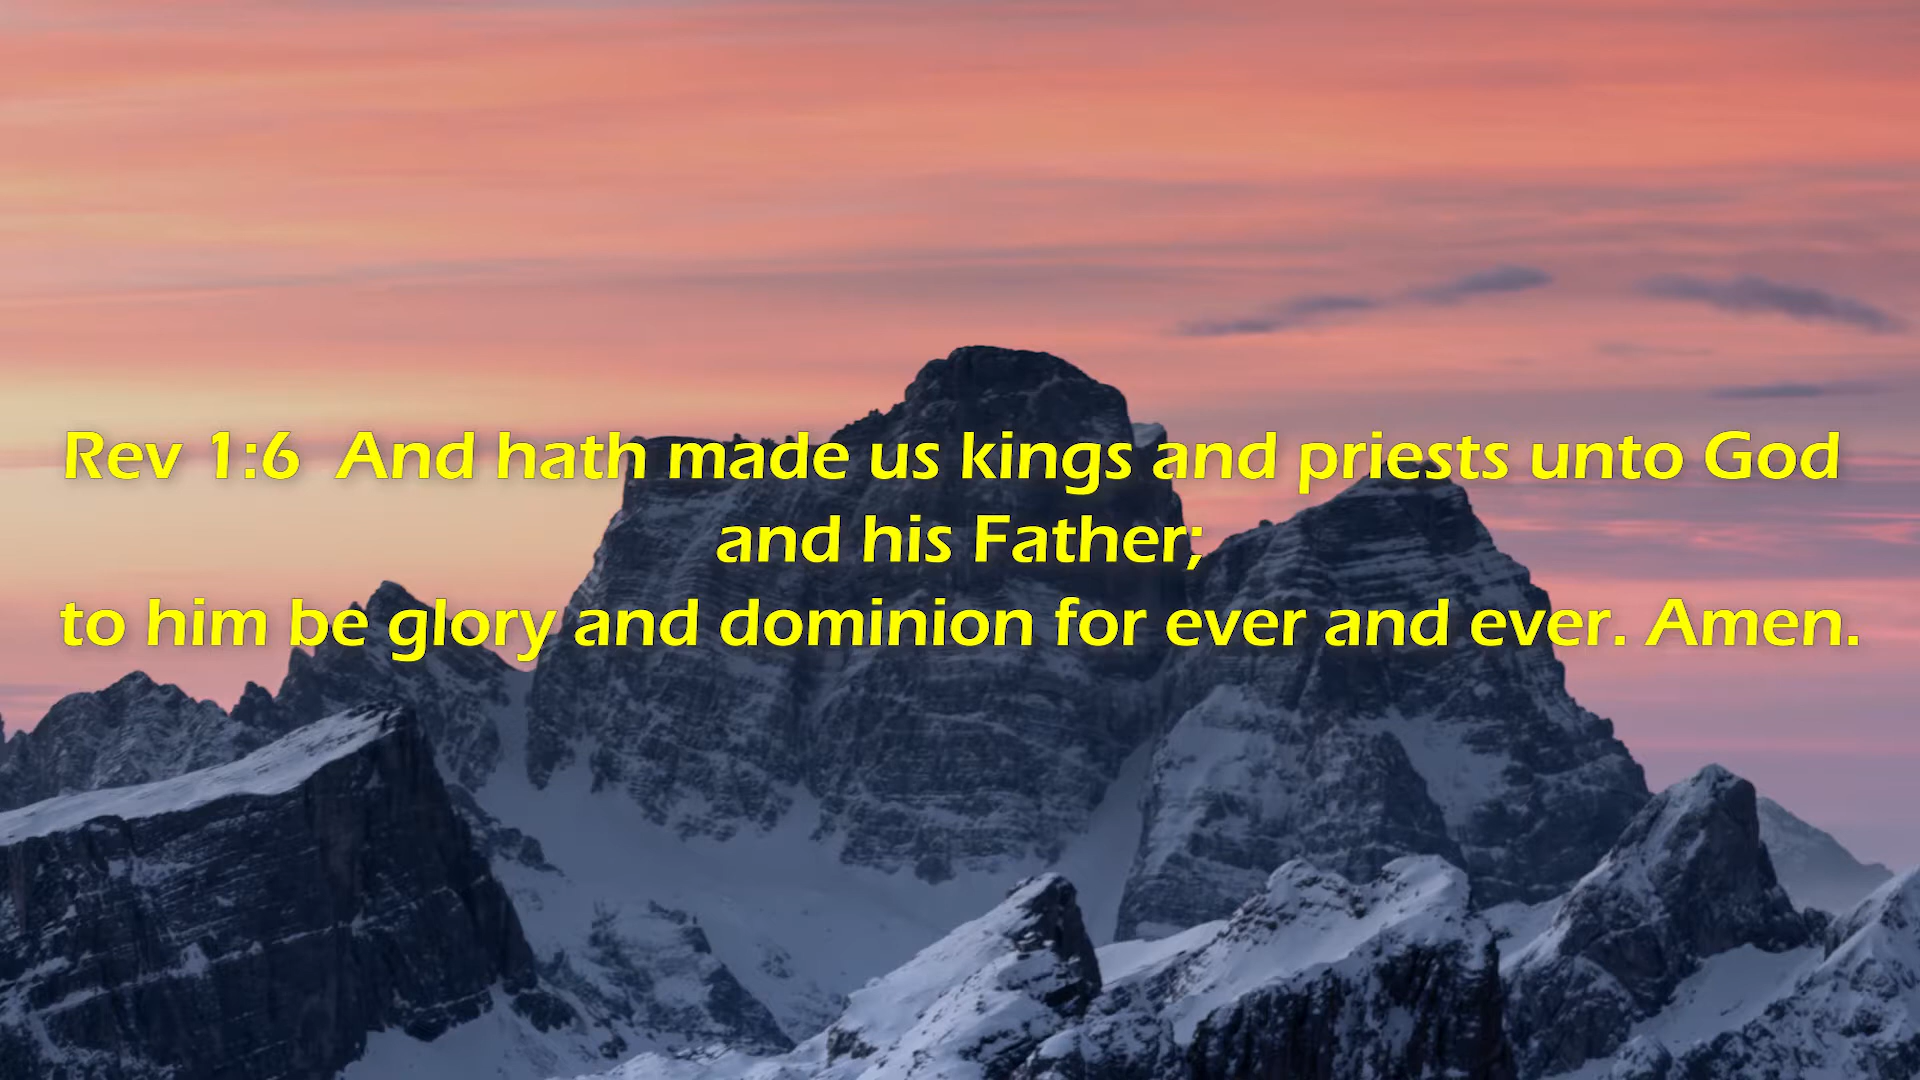 Rev 1:6  And hath made us kings and priests unto God
and his Father;
to him be glory and dominion for ever and ever. Amen.